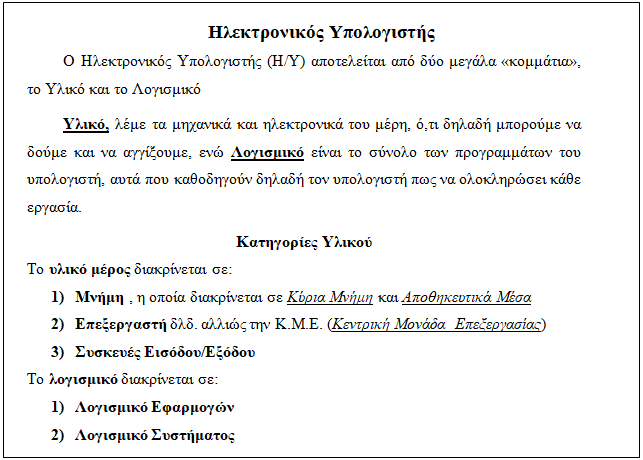 Ηλεκτρονικός Υπολογιστής
Ο Ηλεκτρονικός Υπολογιστής (Η/Υ) αποτελείται από δύο μεγάλα «κομμάτια»,
το Υλικό και το Λογισμικό
Υλικό, λέμε τα μηχανικά και ηλεκτρονικά του μέρη, ό,τι δηλαδή μπορούμε να
δούμε και να αγγίξουμε, ενώ Λογισμικό είναι το σύνολο των προγραμμάτων του
υπολογιστή, αυτά που καθοδηγούν δηλαδή τον υπολογιστή πως να ολοκληρώσει κάθε
εργασία.
Κατηγορίες Υλικού
Το υλικό μέρος διακρίνεται σε:
1) Μνήμη , η οποία διακρίνεται σε Κύρια Μνήμη και Αποθηκευτικά Μέσα
2) Επεξεργαστή δλδ. αλλιώς την Κ.Μ.Ε. (Κεντρική Μονάδα Επεξεργασίας)
3) Συσκευές Εισόδου/Εξόδου
Το λογισμικό διακρίνεται σε:
1) Λογισμικό Εφαρμογών
2) Λογισμικό Συστήματος